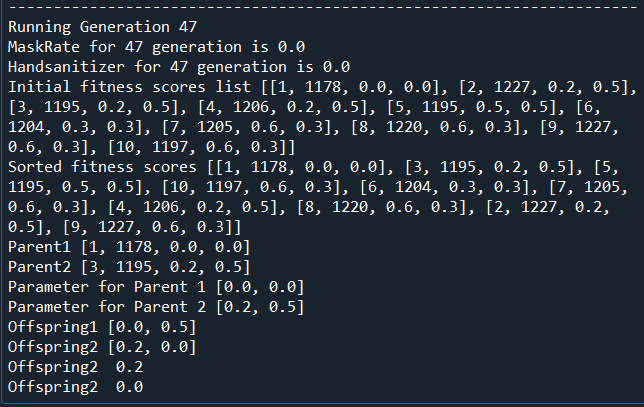 Running Generation 47
MaskRate for 47 generation is 0.0
Handsanitizer for 47 generation is 0.0
Initial fitness scores list [[1, 1178, 0.0, 0.0], [2, 1227, 0.2, 0.5],
[3, 1195, 0.2, 0.5], [4, 1206, 0.2, 0.5], [5, 1195, 0.5, 0.5], [6,
1204, 0.3, 0.3], [7, 1205, 0.6, 0.3], [8, 1220, 0.6, 0.3], [9, 1227,
0.6, 0.3], [10, 1197, 0.6, 0.3]]
Sorted fitness scores [[1, 1178, 0.0, 0.0], [3, 1195, 0.2, 0.5], [5,
1195, 0.5, 0.5], [10, 1197, 0.6, 0.3], [6, 1204, 0.3, 0.3], [7, 1205,
0.6, 0.3], [4, 1206, 0.2, 0.5], [8, 1220, 0.6, 0.3], [2, 1227, 0.2,
0.5], [9, 1227, 0.6, 0.3]]
Parent1 [1, 1178, 0.0, 0.0]
Parent2 [3, 1195, 0.2, 0.5]
Parameter for Parent 1 [0.0, 0.0]
Parameter for Parent 2 [0.2, 0.5]
Offspring1 [0.0, 0.5]
Offspring2 [0.2, 0.0]
Offspring2  0.2
Offspring2  0.0